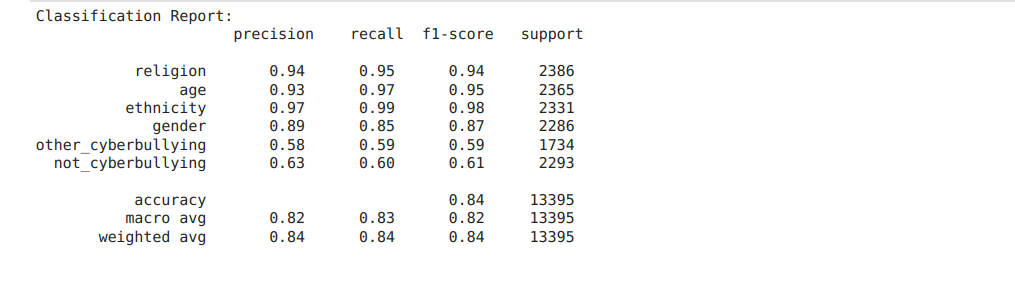 Classification Report:
precision recall f1-score support
religion 0.94 0.95 0.94 2386
age 0.93 0.97 0.95 2365
ethnicity 0.97 0.99 0.98 2331
gender 0.89 0.85 0.87 2286
other_cyberbullying 0.58 0.59 0.59 1734
not_cyberbullying 0.63 0.60 0.61 2293
accuracy 0.84 13395
macro avg 0.82 0.83 0.82 13395
weighted avg 0.84 0.84 0.84 13395